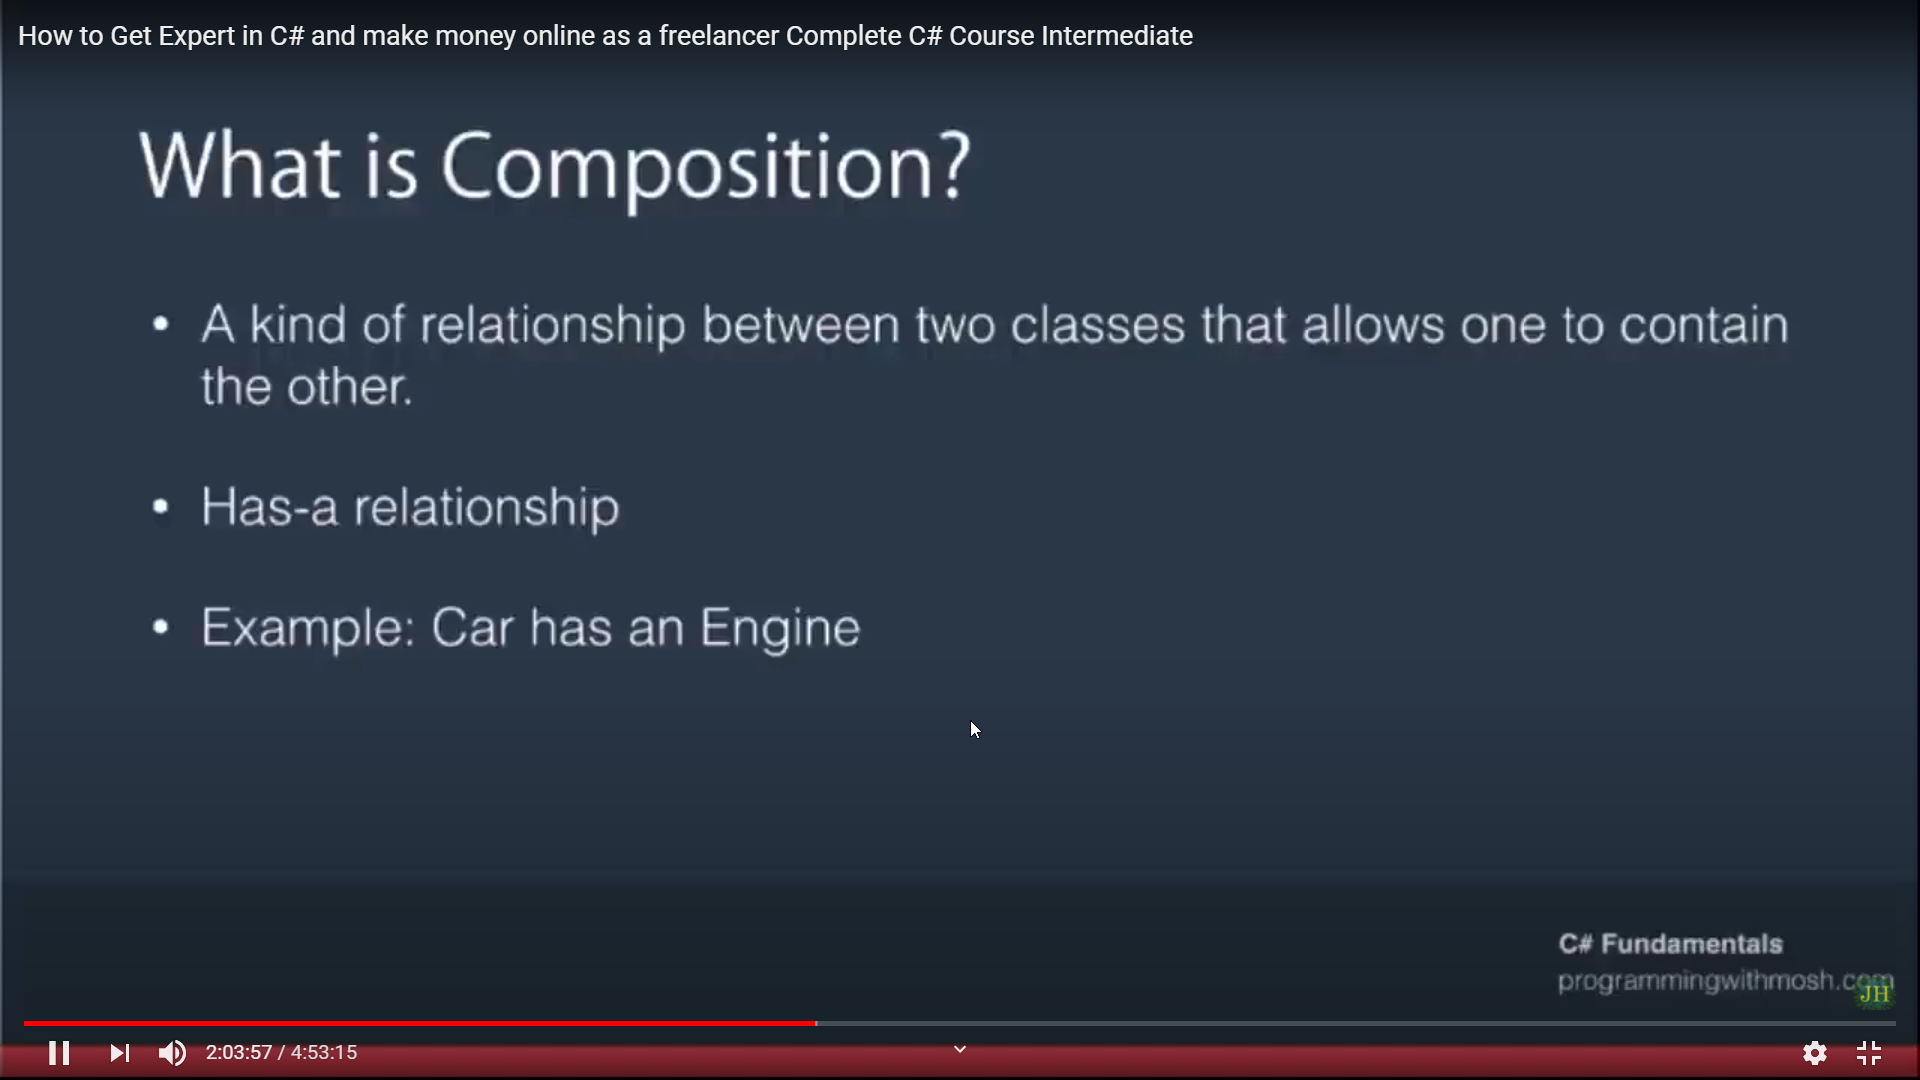 How to Get Expert in C# and make money online as a freelancer Complete C# Course Intermediate
What is Composition?
• A kind of relationship between two classes that allows one to contain
the other.
• Has-a relationship
• Example: Car has an Engine
C# Fundamentals
programmingwithmosh.com
JH
2:03:57 / 4:53:15